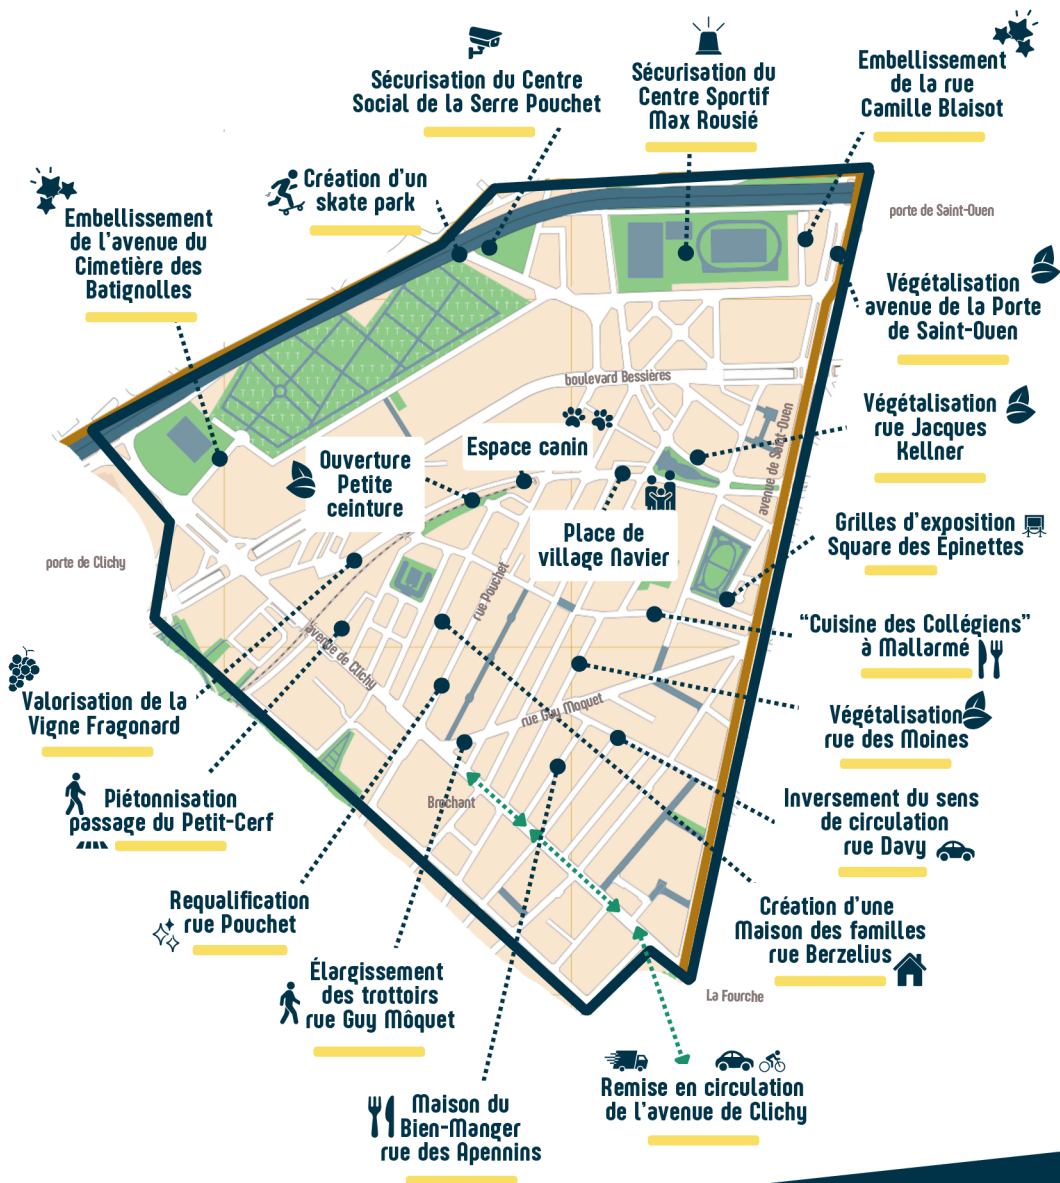 Sécurisation du Centre
Social de la Serre Pouchet
Sécurisation du
Centre Sportif
Max Rousié
Embellissement
de la rue
Camille Blaisot
Création d'un
skate park
Embellissement
de l'avenue du
Cimetière des
Batignolles
porte de Saint-Ouen
Végétalisation
avenue de la Porte
de Saint-Ouen
boulevard Bessières
Végétalisation
rue Jacques
Kellner
avenue de Saint-Ouen
Espace canin
Ouverture
Petite
ceinture
Place de
village Navier
Grilles d'exposition
Square des Épinettes
porte de Clichy
rue Pouchet
avenue de Clichy
"Cuisine des Collégiens"
à Mallarmé
Valorisation de la
Vigne Fragonard
rue Guy Moquet
Végétalisation
rue des Moines
Piétonnisation
passage du Petit-Cerf
Brochant
Inversement du sens
de circulation
rue Davy
Requalification
rue Pouchet
Création d'une
Maison des familles
rue Berzelius
Élargissement
des trottoirs
rue Guy Môquet
La Fourche
Remise en circulation
de l'avenue de Clichy
Maison du
Bien-Manger
rue des Apennins